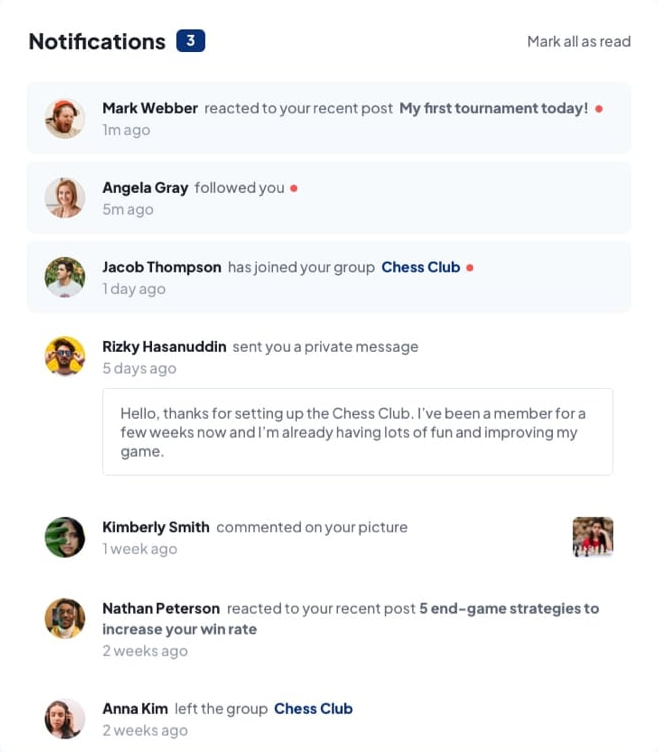 Notifications 3 Mark all as read
Mark Webber reacted to your recent post My first tournament today!
1m ago
Angela Gray followed you
5m ago
Jacob Thompson has joined your group Chess Club
1 day ago
Rizky Hasanuddin sent you a private message
5 days ago
Hello, thanks for setting up the Chess Club. I've been a member for a
few weeks now and I'm already having lots of fun and improving my
game.
Kimberly Smith commented on your picture
1 week ago
Nathan Peterson reacted to your recent post 5 end-game strategies to
increase your win rate
2 weeks ago
Anna Kim left the group Chess Club
2 weeks ago